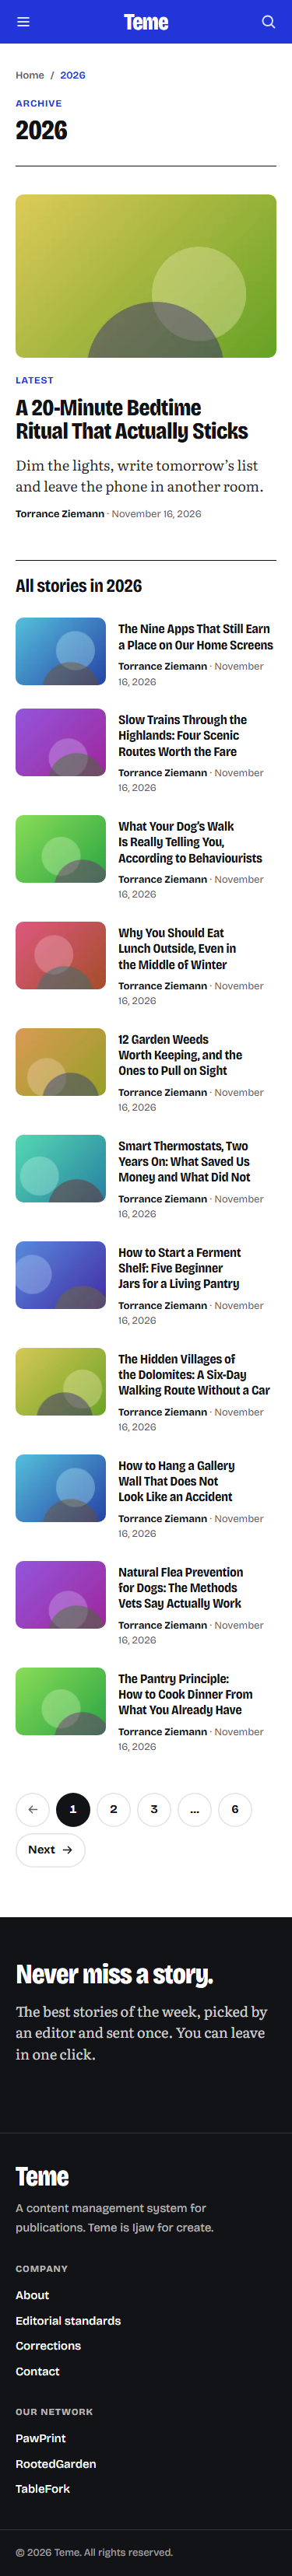 Teme
Home / 2026
ARCHIVE
2026
LATEST
A 20-Minute Bedtime
Ritual That Actually Sticks
Dim the lights, write tomorrow’s list
and leave the phone in another room.
Torrance Ziemann · November 16, 2026
All stories in 2026
The Nine Apps That Still Earn
a Place on Our Home Screens
Torrance Ziemann · November
16, 2026
Slow Trains Through the
Highlands: Four Scenic
Routes Worth the Fare
Torrance Ziemann · November
16, 2026
What Your Dog’s Walk
Is Really Telling You,
According to Behaviourists
Torrance Ziemann · November
16, 2026
Why You Should Eat
Lunch Outside, Even in
the Middle of Winter
Torrance Ziemann · November
16, 2026
12 Garden Weeds
Worth Keeping, and the
Ones to Pull on Sight
Torrance Ziemann · November
16, 2026
Smart Thermostats, Two
Years On: What Saved Us
Money and What Did Not
Torrance Ziemann · November
16, 2026
How to Start a Ferment
Shelf: Five Beginner
Jars for a Living Pantry
Torrance Ziemann · November
16, 2026
The Hidden Villages of
the Dolomites: A Six-Day
Walking Route Without a Car
Torrance Ziemann · November
16, 2026
How to Hang a Gallery
Wall That Does Not
Look Like an Accident
Torrance Ziemann · November
16, 2026
Natural Flea Prevention
for Dogs: The Methods
Vets Say Actually Work
Torrance Ziemann · November
16, 2026
The Pantry Principle:
How to Cook Dinner From
What You Already Have
Torrance Ziemann · November
16, 2026
← 1 2 3 … 6
Next →
Never miss a story.
The best stories of the week, picked by
an editor and sent once. You can leave
in one click.
Teme
A content management system for
publications. Teme is Ijaw for create.
COMPANY
About
Editorial standards
Corrections
Contact
OUR NETWORK
PawPrint
RootedGarden
TableFork
© 2026 Teme. All rights reserved.